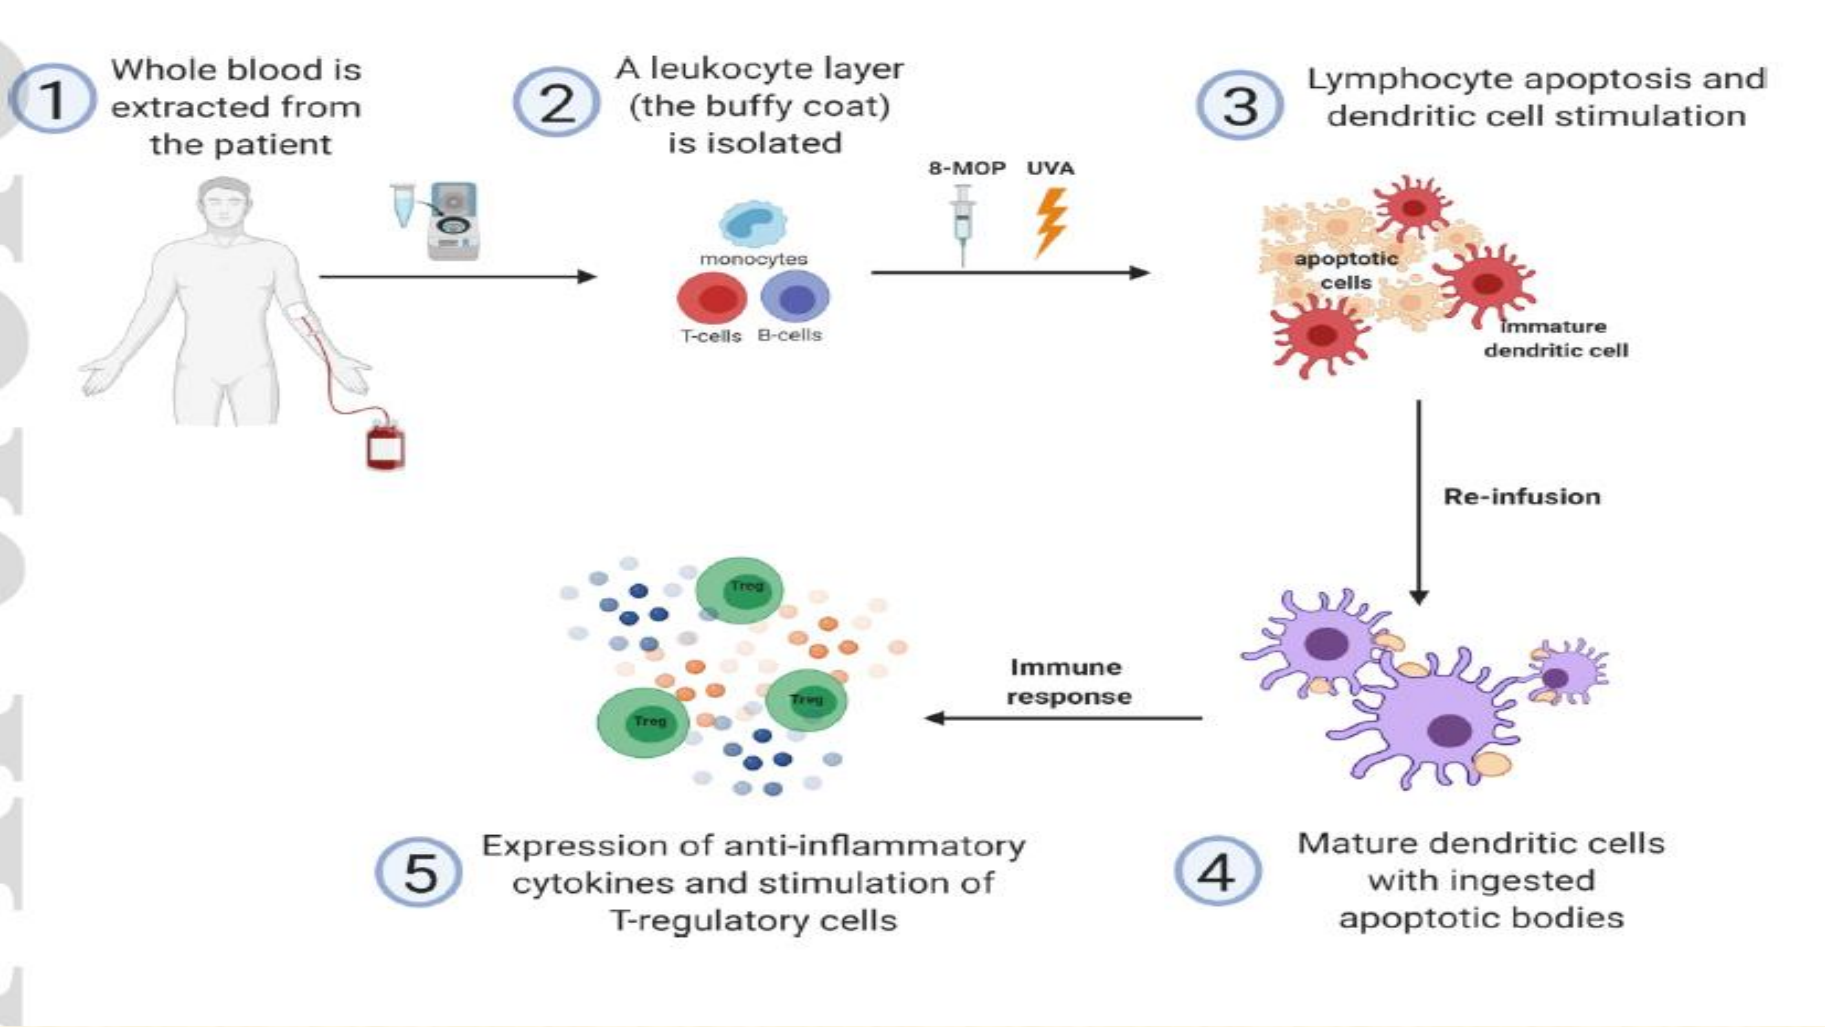 1
Whole blood is
extracted from
the patient
2
A leukocyte layer
(the buffy coat)
is isolated
monocytes
T-cells B-cells
8-MOP UVA
3
Lymphocyte apoptosis and
dendritic cell stimulation
apoptotic
cells
immature
dendritic cell
Re-infusion
4
Mature dendritic cells
with ingested
apoptotic bodies
Immune
response
Treg
Treg
Treg
5
Expression of anti-inflammatory
cytokines and stimulation of
T-regulatory cells